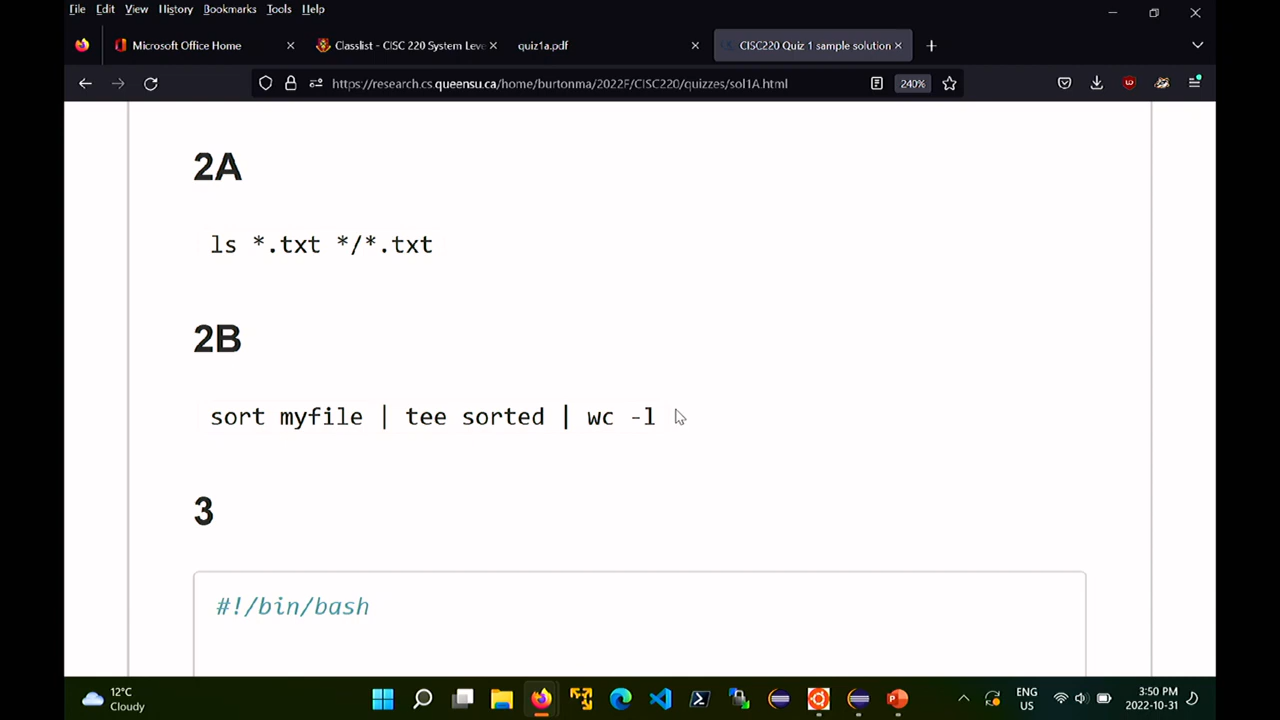 File Edit View History Bookmarks Tools Help
Microsoft Office Home
Classlist - CISC 220 System Leve
quiz1a.pdf
CISC220 Quiz 1 sample solution
https://research.cs.queensu.ca/home/burtonma/2022F/CISC220/quizzes/sol1A.html
240%
2A
ls *.txt */*.txt
2B
sort myfile | tee sorted | wc -l
3
#!/bin/bash
12°C
Cloudy
ENG
US
3:50 PM
2022-10-31